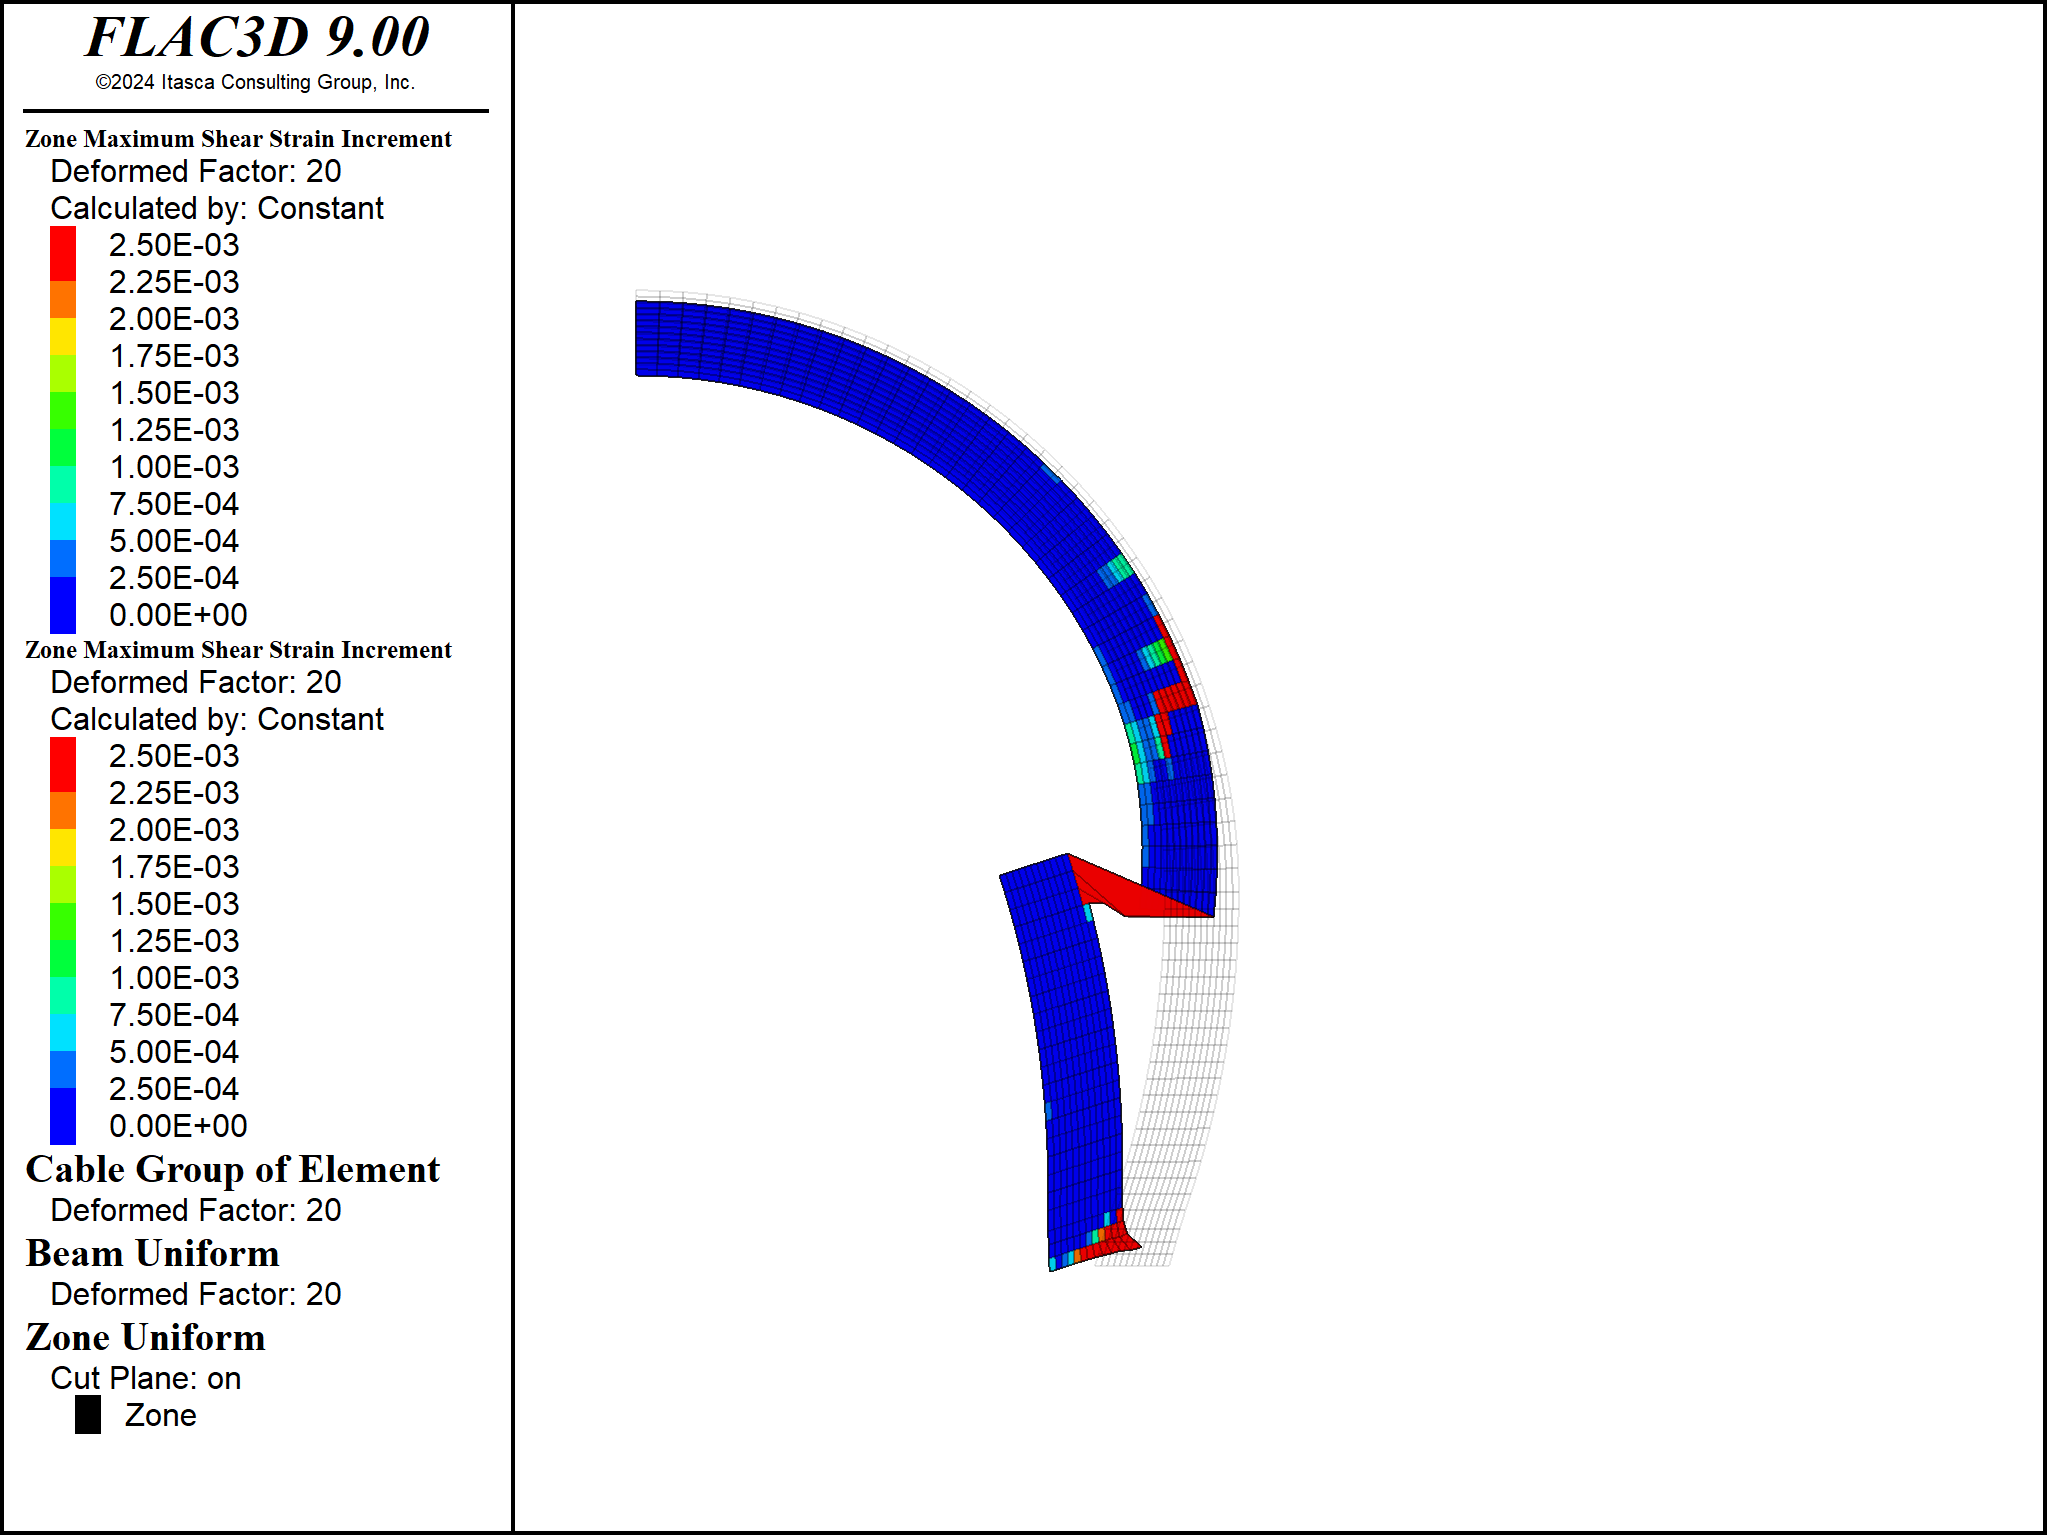 FLAC3D 9.00
©2024 Itasca Consulting Group, Inc.
Zone Maximum Shear Strain Increment
Deformed Factor: 20
Calculated by: Constant
2.50E-03
2.25E-03
2.00E-03
1.75E-03
1.50E-03
1.25E-03
1.00E-03
7.50E-04
5.00E-04
2.50E-04
0.00E+00
Zone Maximum Shear Strain Increment
Deformed Factor: 20
Calculated by: Constant
2.50E-03
2.25E-03
2.00E-03
1.75E-03
1.50E-03
1.25E-03
1.00E-03
7.50E-04
5.00E-04
2.50E-04
0.00E+00
Cable Group of Element
Deformed Factor: 20
Beam Uniform
Deformed Factor: 20
Zone Uniform
Cut Plane: on
Zone